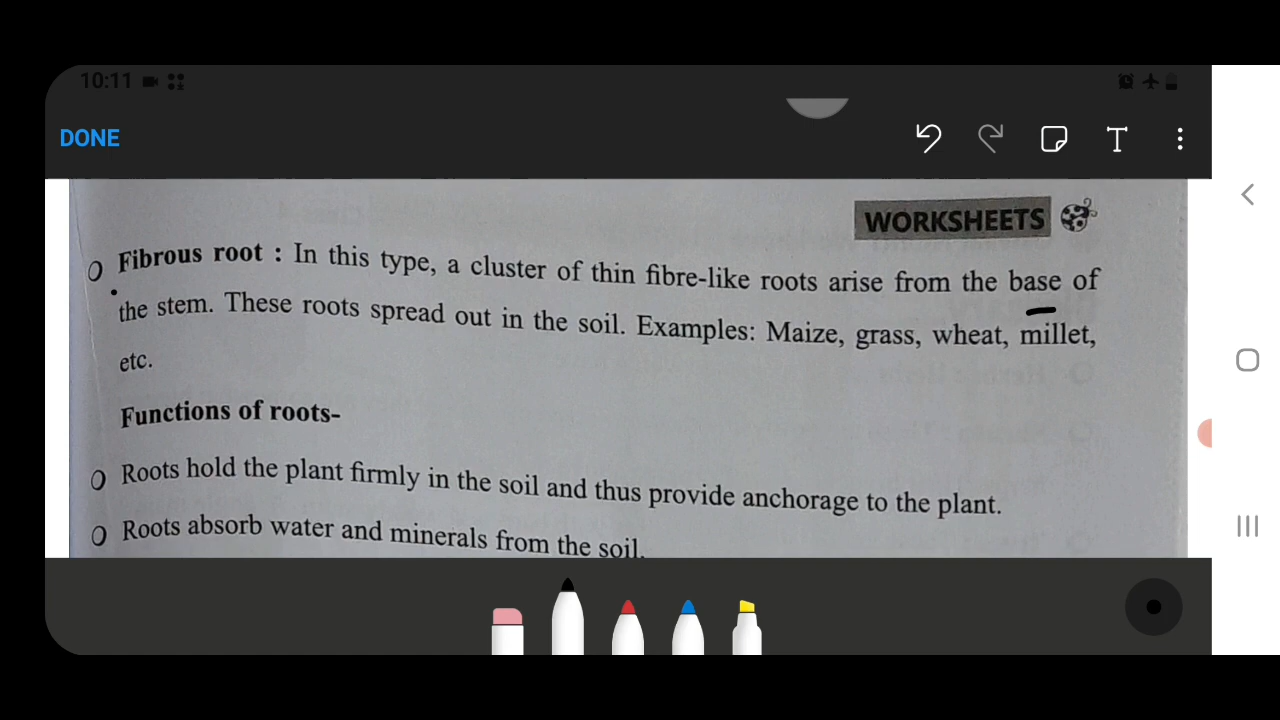 10:11
DONE
T
WORKSHEETS
Fibrous root : In this type, a cluster of thin fibre-like roots arise from the base of
the stem. These roots spread out in the soil. Examples: Maize, grass, wheat, millet,
etc.
Functions of roots-
Roots hold the plant firmly in the soil and thus provide anchorage to the plant.
Roots absorb water and minerals from the soil.